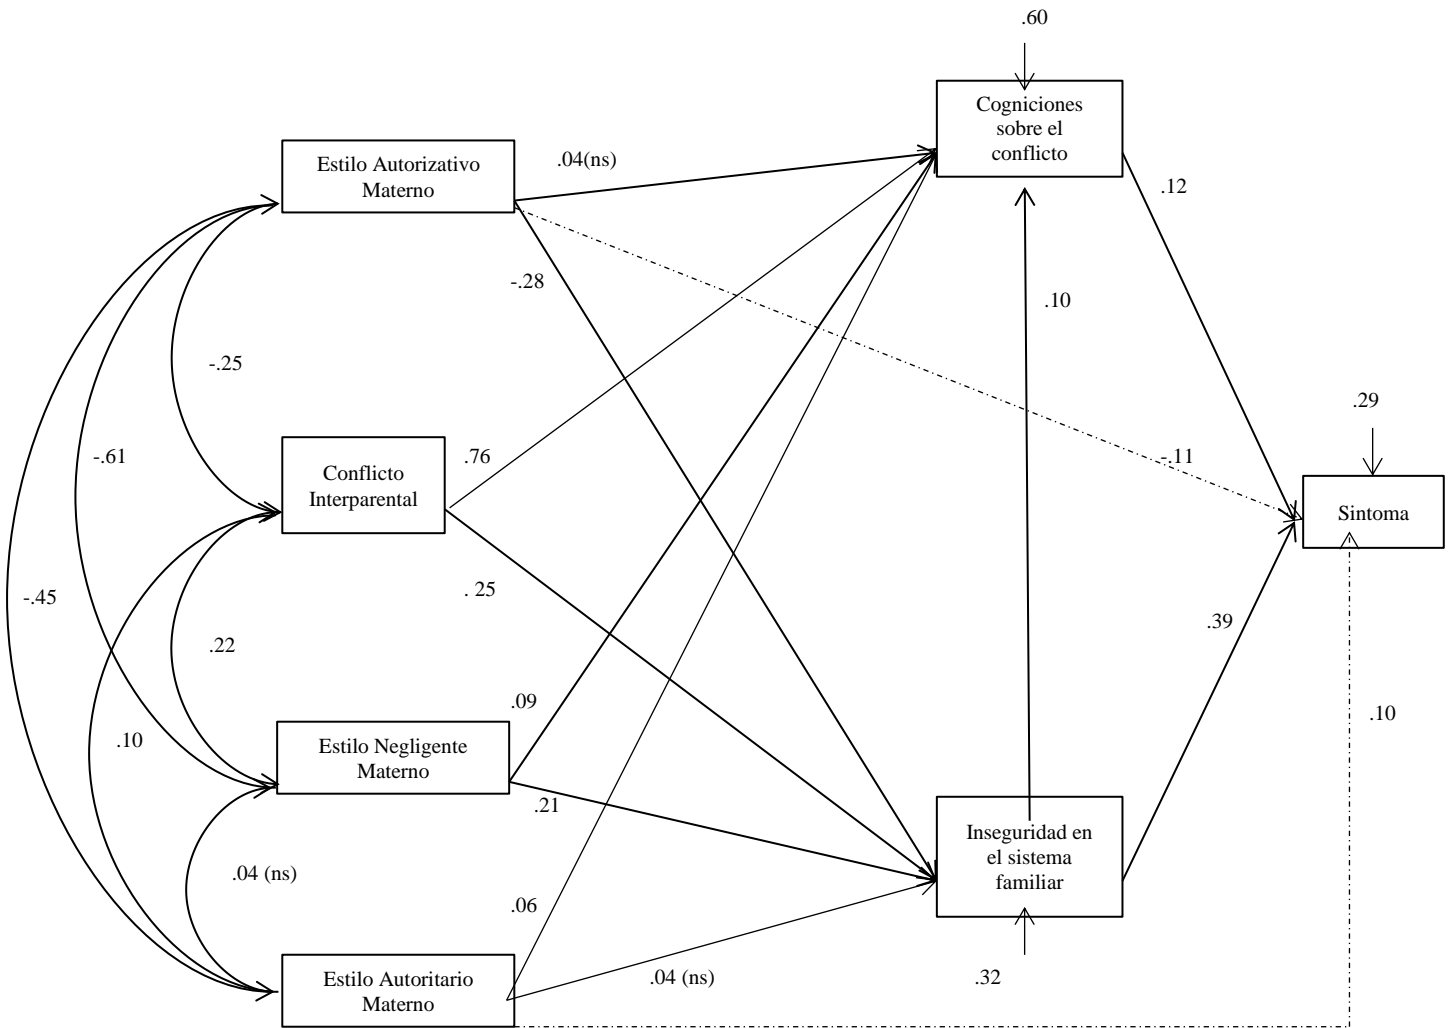 .60
Cogniciones
sobre el
conflicto
.04(ns)
Estilo Autorizativo
Materno
.12
-.28
.10
-.25
.29
-.61
Conflicto
Interparental
.76
-.11
Sintoma
-.45
. 25
.39
.22
.09
.10
.10
Estilo Negligente
Materno
.21
Inseguridad en
el sistema
familiar
.04 (ns)
.06
Estilo Autoritario
Materno
.04 (ns)
.32